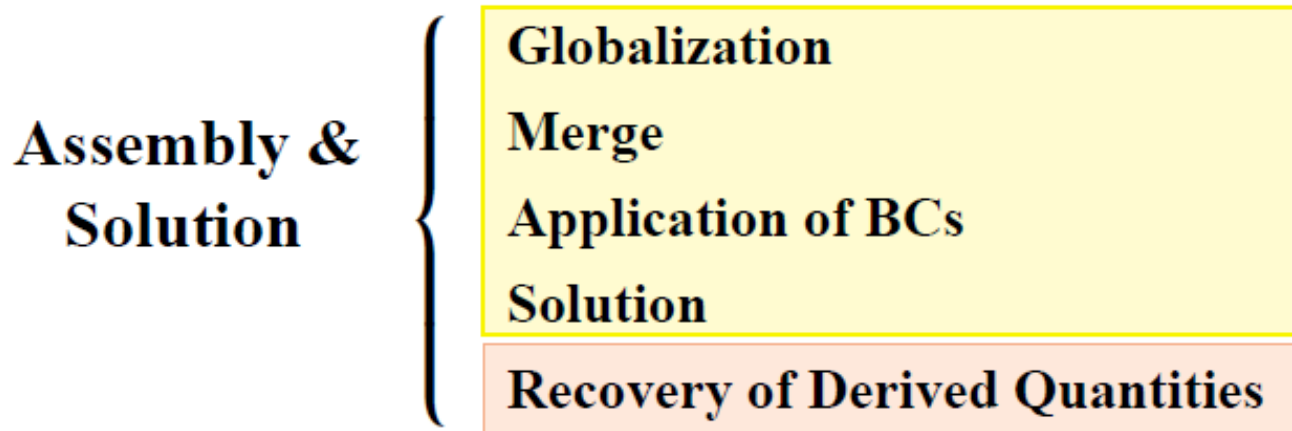 Assembly &
Solution
Globalization
Merge
Application of BCs
Solution
Recovery of Derived Quantities